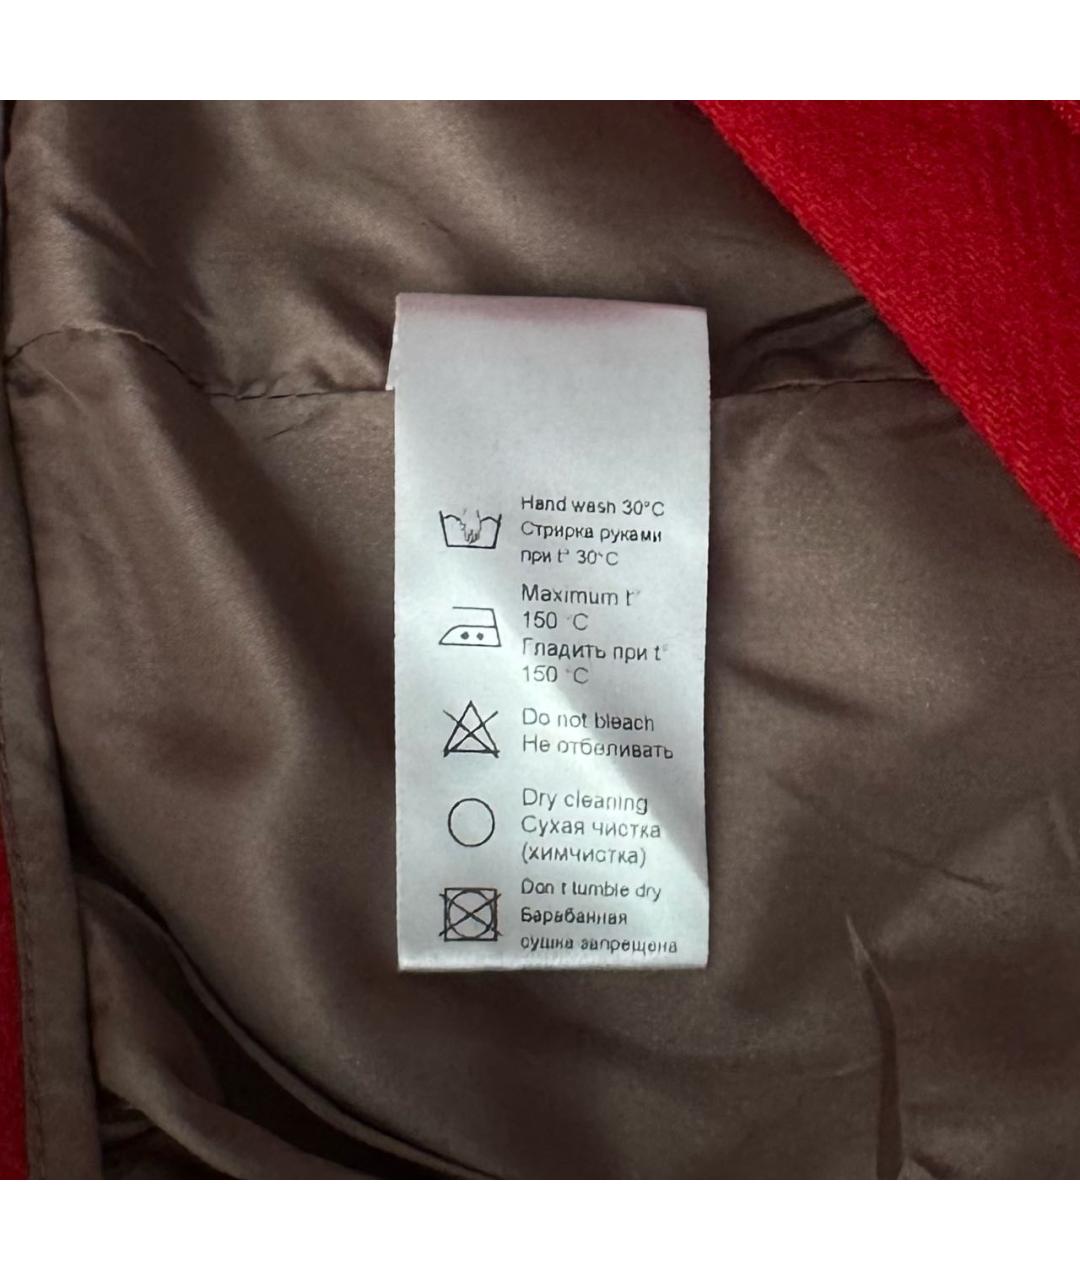 Hand wash 30°C
Стрирка руками
при t° 30°C
Maximum t°
150 °C
Гладить при t°
150 °C
Do not bleach
Не отбеливать
Dry cleaning
Сухая чистка
(химчистка)
Don t tumble dry
Барабанная
сушка запрещена